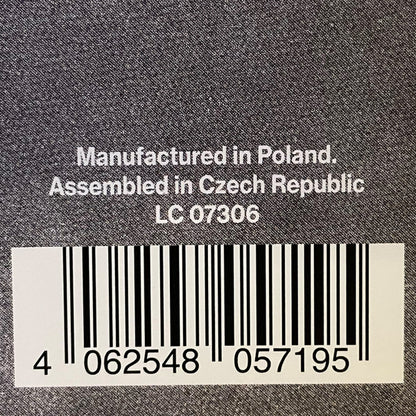 Manufactured in Poland.
Assembled in Czech Republic
LC 07306
4 062548 057195